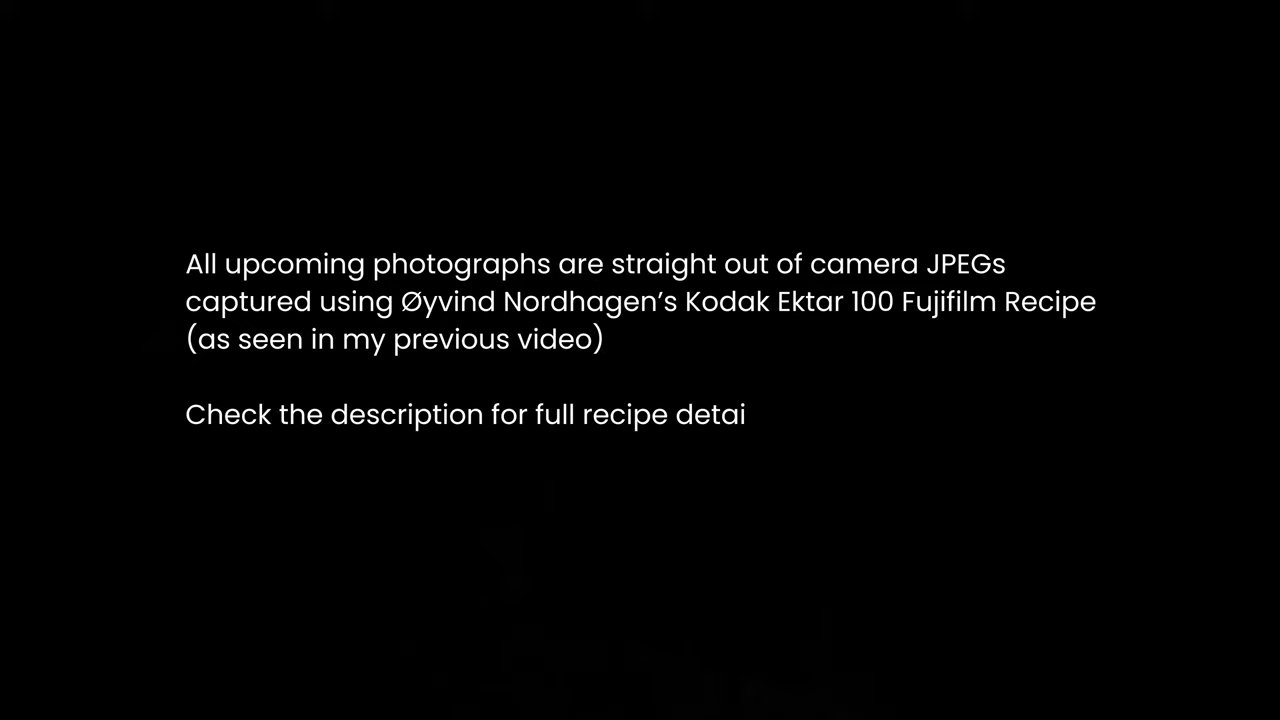 All upcoming photographs are straight out of camera JPEGs
captured using Øyvind Nordhagen’s Kodak Ektar 100 Fujifilm Recipe
(as seen in my previous video)
Check the description for full recipe detai